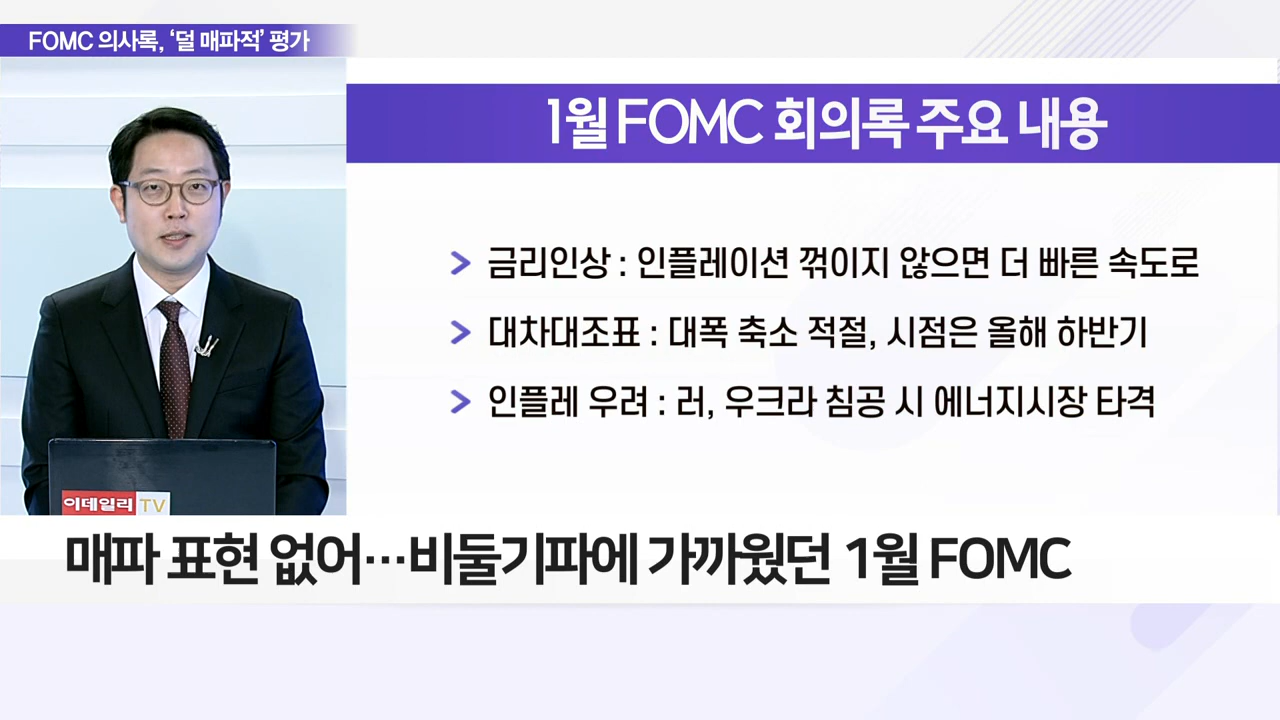 FOMC 의사록, ‘덜 매파적’ 평가
1월 FOMC 회의록 주요 내용
금리인상 : 인플레이션 꺾이지 않으면 더 빠른 속도로
대차대조표 : 대폭 축소 적절, 시점은 올해 하반기
인플레 우려 : 러, 우크라 침공 시 에너지시장 타격
이데일리 TV
매파 표현 없어…비둘기파에 가까웠던 1월 FOMC